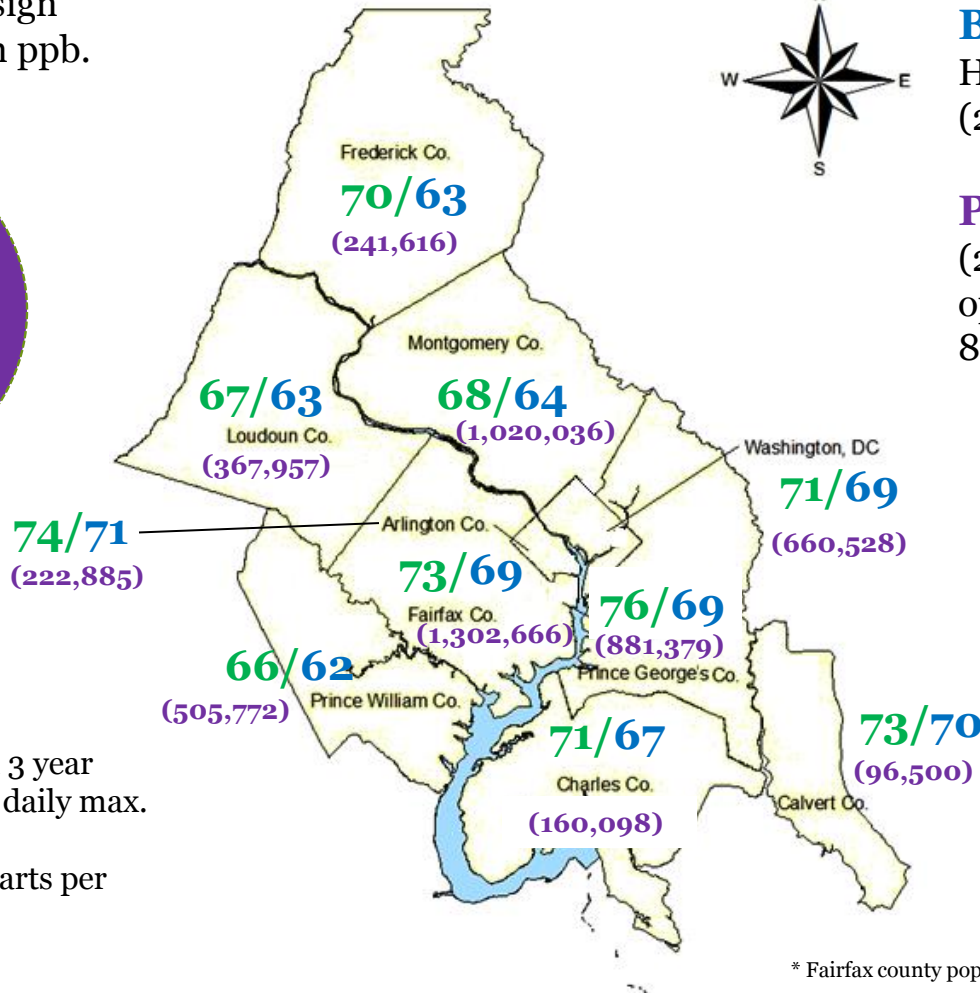 ppb.
W E
S
(2
Frederick Co.
70/63
(241,616)
Montgomery Co.
68/64
(1,020,036)
67/63
Loudoun Co.
(367,957)
Washington, DC
71/69
(660,528)
74/71
(222,885)
Arlington Co.
73/69
Fairfax Co.
(1,302,666)
76/69
(881,379)
Prince George's Co.
66/62
Prince William Co.
(505,772)
71/67
Charles Co.
(160,098)
73/70
(96,500)
Calvert Co.
3 year
daily max.
per
* Fairfax county